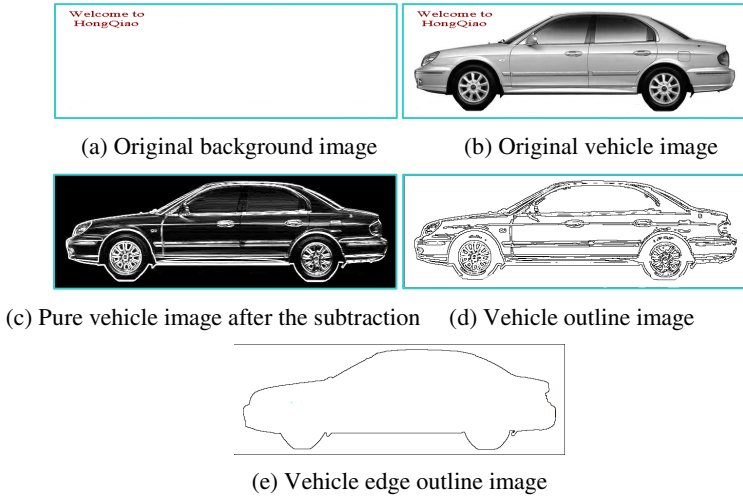 Welcome to
HongQiao
Welcome to
HongQiao
(a) Original background image
(b) Original vehicle image
(c) Pure vehicle image after the subtraction
(d) Vehicle outline image
(e) Vehicle edge outline image